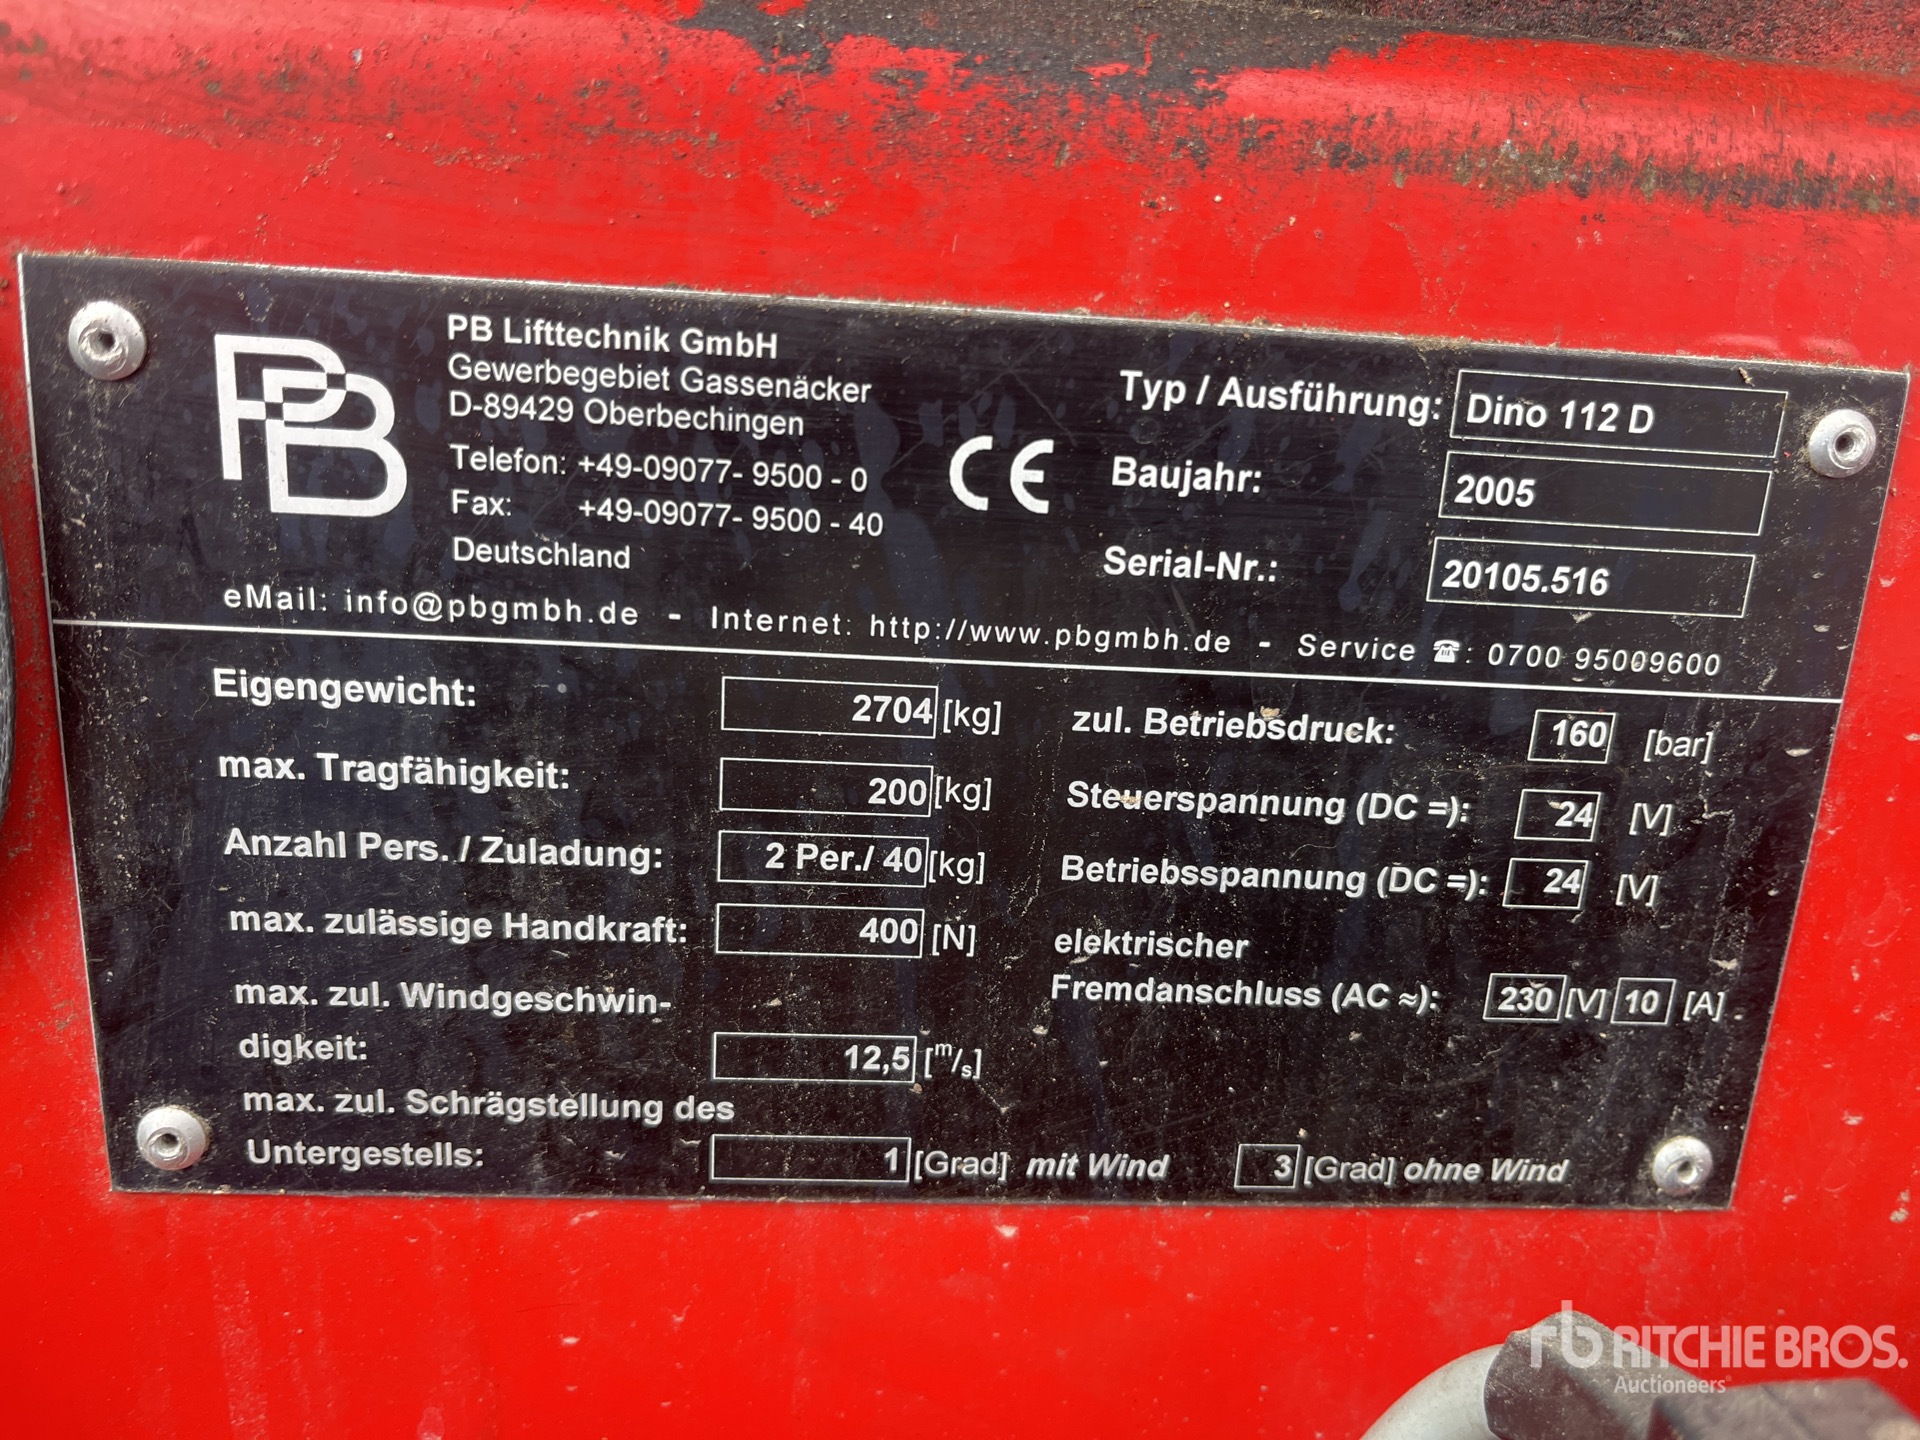 PB
PB Lifttechnik GmbH
Gewerbegebiet Gassenäcker
D-89429 Oberbechingen
Telefon: +49-09077- 9500 - 0
Fax: +49-09077- 9500 - 40
Deutschland
CE
Typ / Ausführung: Dino 112 D
Baujahr: 2005
Serial-Nr.: 20105.516
eMail: info@pbgmbh.de - Internet: http://www.pbgmbh.de - Service ☎: 0700 95009600
Eigengewicht: 2704 [kg]
max. Tragfähigkeit: 200 [kg]
Anzahl Pers. / Zuladung: 2 Per./ 40 [kg]
max. zulässige Handkraft: 400 [N]
max. zul. Windgeschwin-
digkeit: 12,5 [m/s]
max. zul. Schrägstellung des
Untergestells: 1 [Grad] mit Wind 3 [Grad] ohne Wind
zul. Betriebsdruck: 160 [bar]
Steuerspannung (DC =): 24 [V]
Betriebsspannung (DC =): 24 [V]
elektrischer
Fremdanschluss (AC ≈): 230 [V] 10 [A]
rb RITCHIE BROS.
Auctioneers